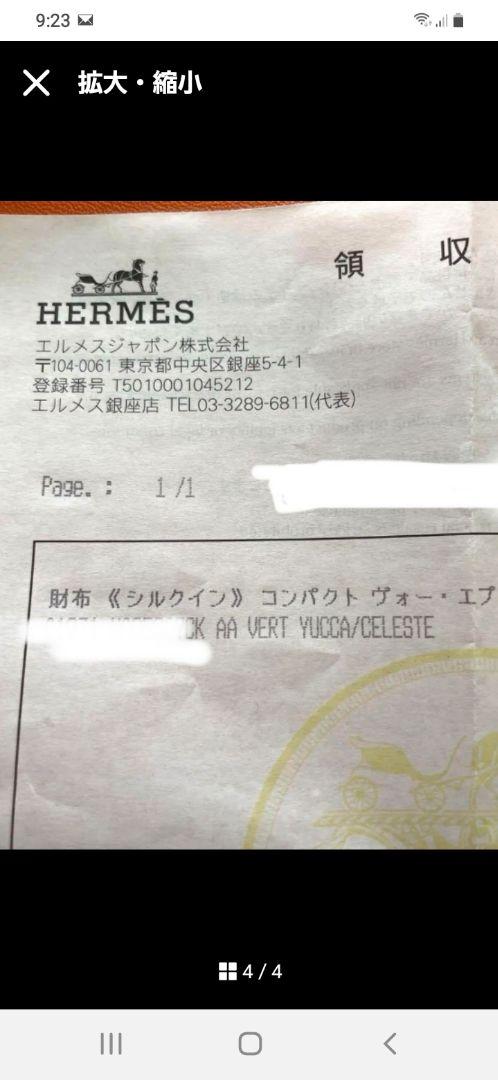 9:23
拡大・縮小
領 収
HERMÈS
エルメスジャポン株式会社
〒104-0061 東京都中央区銀座5-4-1
登録番号 T5010001045212
エルメス銀座店 TEL03-3289-6811(代表)
Page. : 1 /1
財布 《シルクイン》 コンパクト ヴォー・エプ
CK AA VERT YUCCA/CELESTE
4 / 4